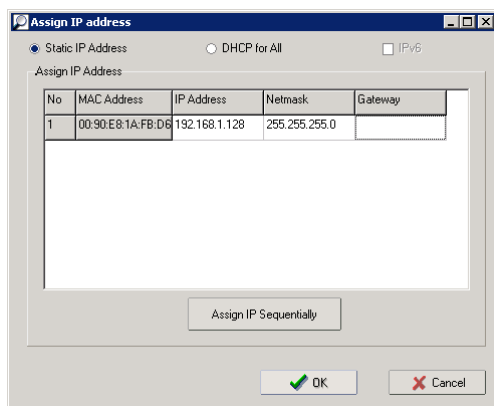 Assign IP address
Static IP Address DHCP for All IPv6
Assign IP Address
No MAC Address IP Address Netmask Gateway
1 00:90:E8:1A:FB:D6 192.168.1.128 255.255.255.0
Assign IP Sequentially
OK Cancel